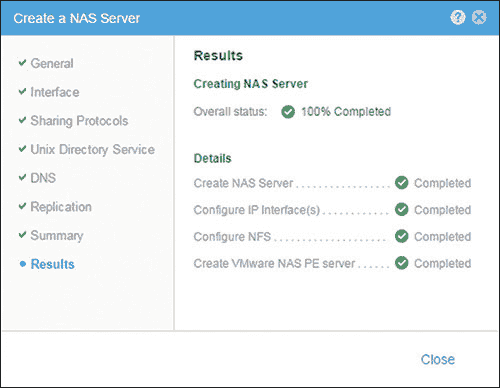 Create a NAS Server
General
Interface
Sharing Protocols
Unix Directory Service
DNS
Replication
Summary
Results
Results
Creating NAS Server
Overall status: 100% Completed
Details
Create NAS Server . . . . . . . . . . . . . . . . Completed
Configure IP Interface(s) . . . . . . . . . . . . Completed
Configure NFS . . . . . . . . . . . . . . . . . . . . Completed
Create VMware NAS PE server . . . . . . Completed
Close